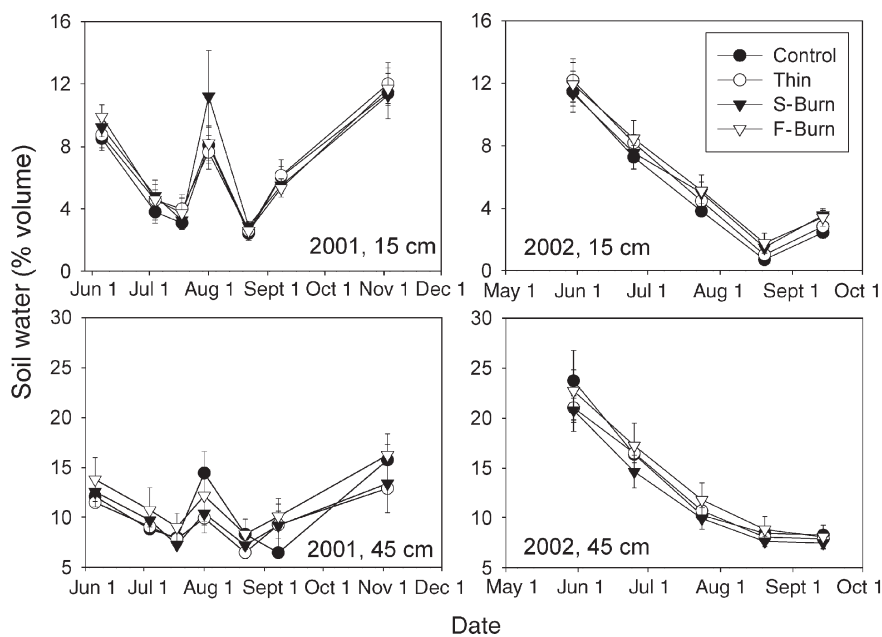 Soil water (% volume)
16
12
8
4
0
2001, 15 cm
Jun 1 Jul 1 Aug 1 Sept 1 Oct 1 Nov 1 Dec 1
16
12
8
4
0
Control
Thin
S-Burn
F-Burn
2002, 15 cm
May 1 Jun 1 Jul 1 Aug 1 Sept 1 Oct 1
30
25
20
15
10
5
2001, 45 cm
Jun 1 Jul 1 Aug 1 Sept 1 Oct 1 Nov 1 Dec 1
30
25
20
15
10
5
2002, 45 cm
May 1 Jun 1 Jul 1 Aug 1 Sept 1 Oct 1
Date